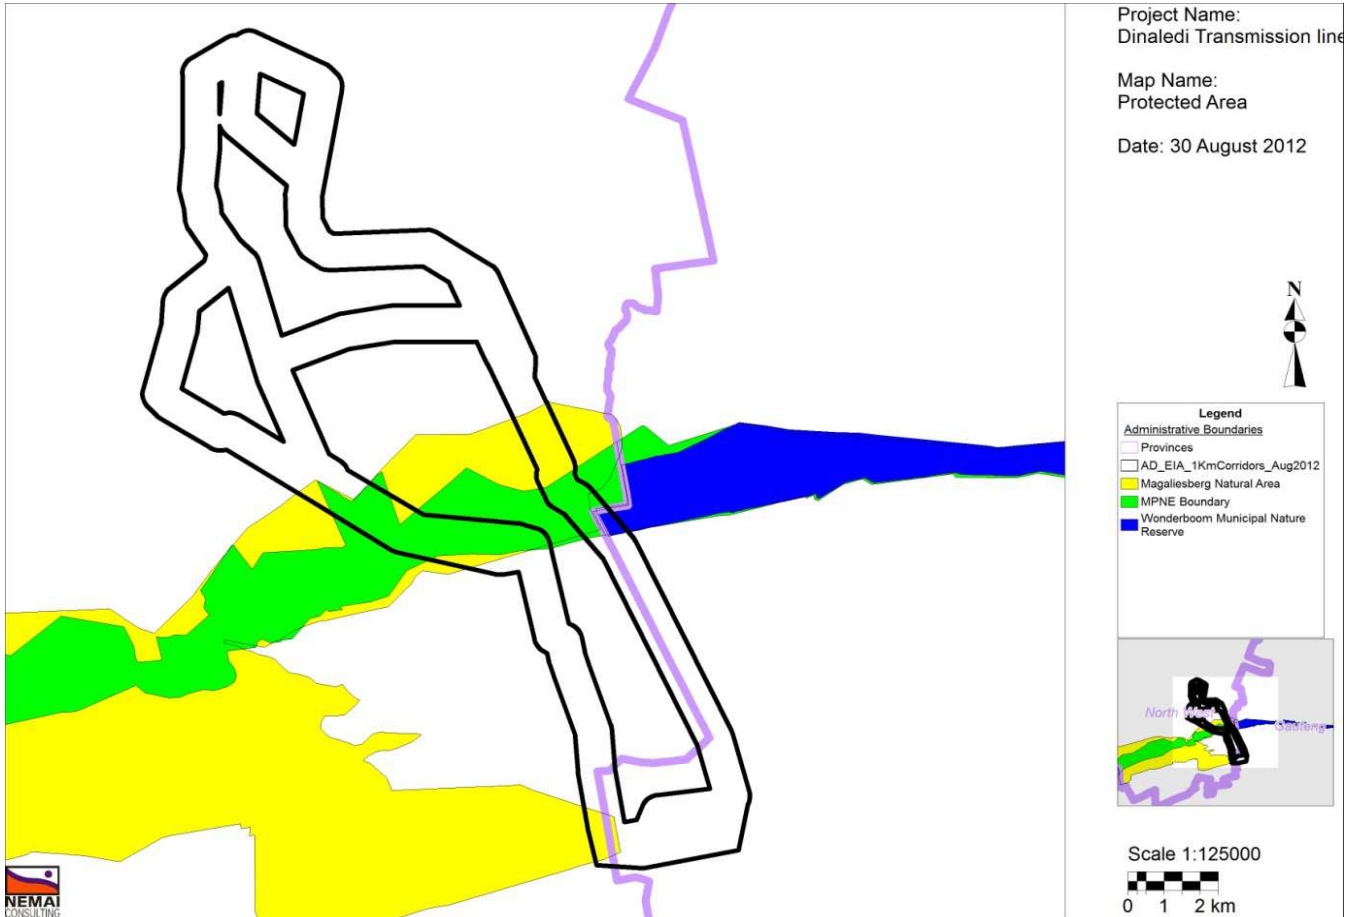 Project Name:
Dinaledi Transmission line
Map Name:
Protected Area
Date: 30 August 2012
N
Legend
Administrative Boundaries
Provinces
AD_EIA_1KmCorridors_Aug2012
Magaliesberg Natural Area
MPNE Boundary
Wonderboom Municipal Nature
Reserve
North West
Gauteng
Scale 1:125000
0 1 2 km
NEMAI
CONSULTING